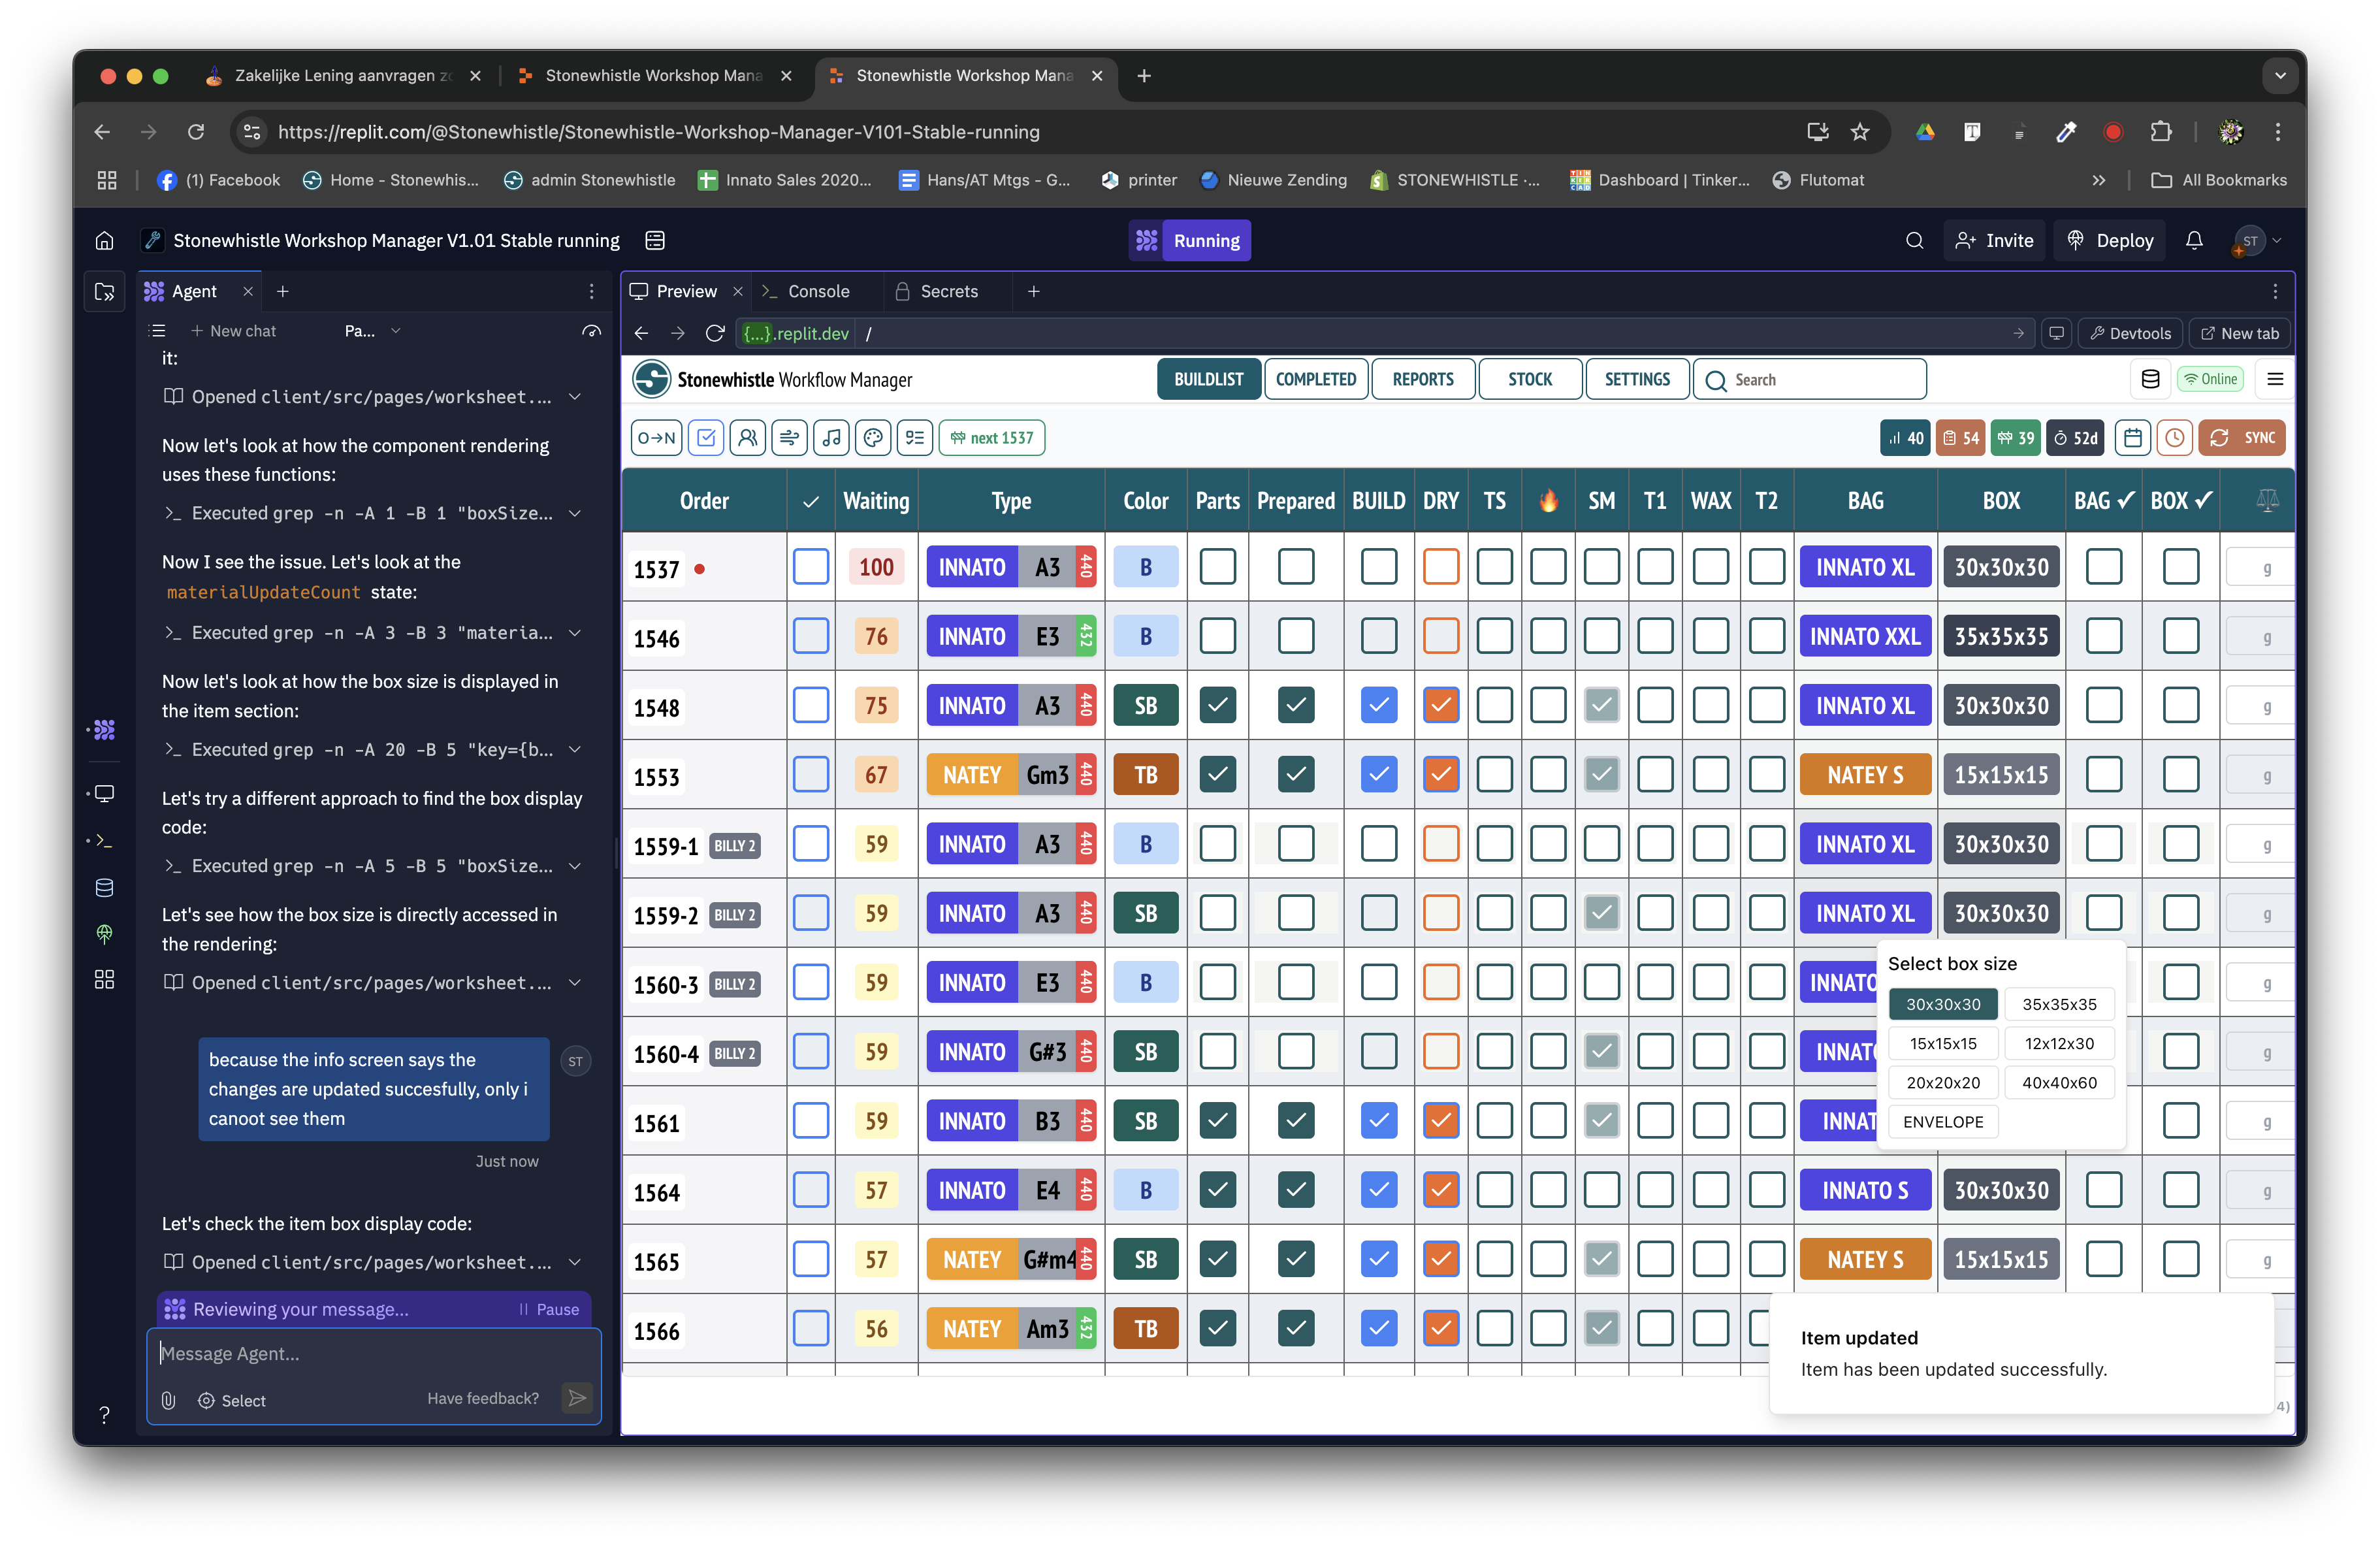 Zakelijke Lening aanvragen zo
Stonewhistle Workshop Mana
Stonewhistle Workshop Mana
https://replit.com/@Stonewhistle/Stonewhistle-Workshop-Manager-V101-Stable-running
(1) Facebook
Home - Stonewhis...
admin Stonewhistle
Innato Sales 2020...
Hans/AT Mtgs - G...
printer
Nieuwe Zending
STONEWHISTLE ·...
Dashboard | Tinker...
Flutomat
All Bookmarks
Stonewhistle Workshop Manager V1.01 Stable running
Running
Invite
Deploy
ST
Agent
New chat
Pa...
it:
Opened client/src/pages/worksheet....
Now let's look at how the component rendering
uses these functions:
Executed grep -n -A 1 -B 1 "boxSize...
Now I see the issue. Let's look at the
materialUpdateCount state:
Executed grep -n -A 3 -B 3 "materia...
Now let's look at how the box size is displayed in
the item section:
Executed grep -n -A 20 -B 5 "key={b...
Let's try a different approach to find the box display
code:
Executed grep -n -A 5 -B 5 "boxSize...
Let's see how the box size is directly accessed in
the rendering:
Opened client/src/pages/worksheet....
because the info screen says the
changes are updated succesfully, only i
canoot see them
ST
Just now
Let's check the item box display code:
Opened client/src/pages/worksheet....
Reviewing your message...
Pause
Message Agent...
Select
Have feedback?
Preview
Console
Secrets
{...}.replit.dev /
Devtools
New tab
Stonewhistle Workflow Manager
BUILDLIST
COMPLETED
REPORTS
STOCK
SETTINGS
Search
Online
O→N
next 1537
40
54
39
52d
SYNC
Order ✓ Waiting Type Color Parts Prepared BUILD DRY TS 🔥 SM T1 WAX T2 BAG BOX BAG ✓ BOX ✓
1537 100 INNATO A3 440 B INNATO XL 30x30x30 g
1546 76 INNATO E3 432 B INNATO XXL 35x35x35 g
1548 75 INNATO A3 440 SB INNATO XL 30x30x30 g
1553 67 NATEY Gm3 440 TB NATEY S 15x15x15 g
1559-1 BILLY 2 59 INNATO A3 440 B INNATO XL 30x30x30 g
1559-2 BILLY 2 59 INNATO A3 440 SB INNATO XL 30x30x30 g
1560-3 BILLY 2 59 INNATO E3 440 B INNATO g
1560-4 BILLY 2 59 INNATO G#3 440 SB INNAT g
1561 59 INNATO B3 440 SB INNAT g
1564 57 INNATO E4 440 B INNATO S 30x30x30 g
1565 57 NATEY G#m4 440 SB NATEY S 15x15x15 g
1566 56 NATEY Am3 432 TB
Select box size
30x30x30
35x35x35
15x15x15
12x12x30
20x20x20
40x40x60
ENVELOPE
Item updated
Item has been updated successfully.
4)